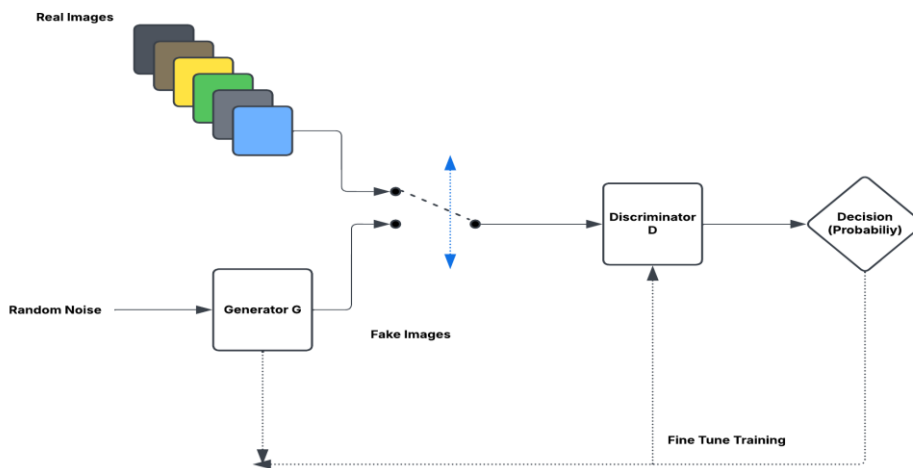 Real Images
Discriminator
D
Decision
(Probabiliy)
Random Noise
Generator G
Fake Images
Fine Tune Training